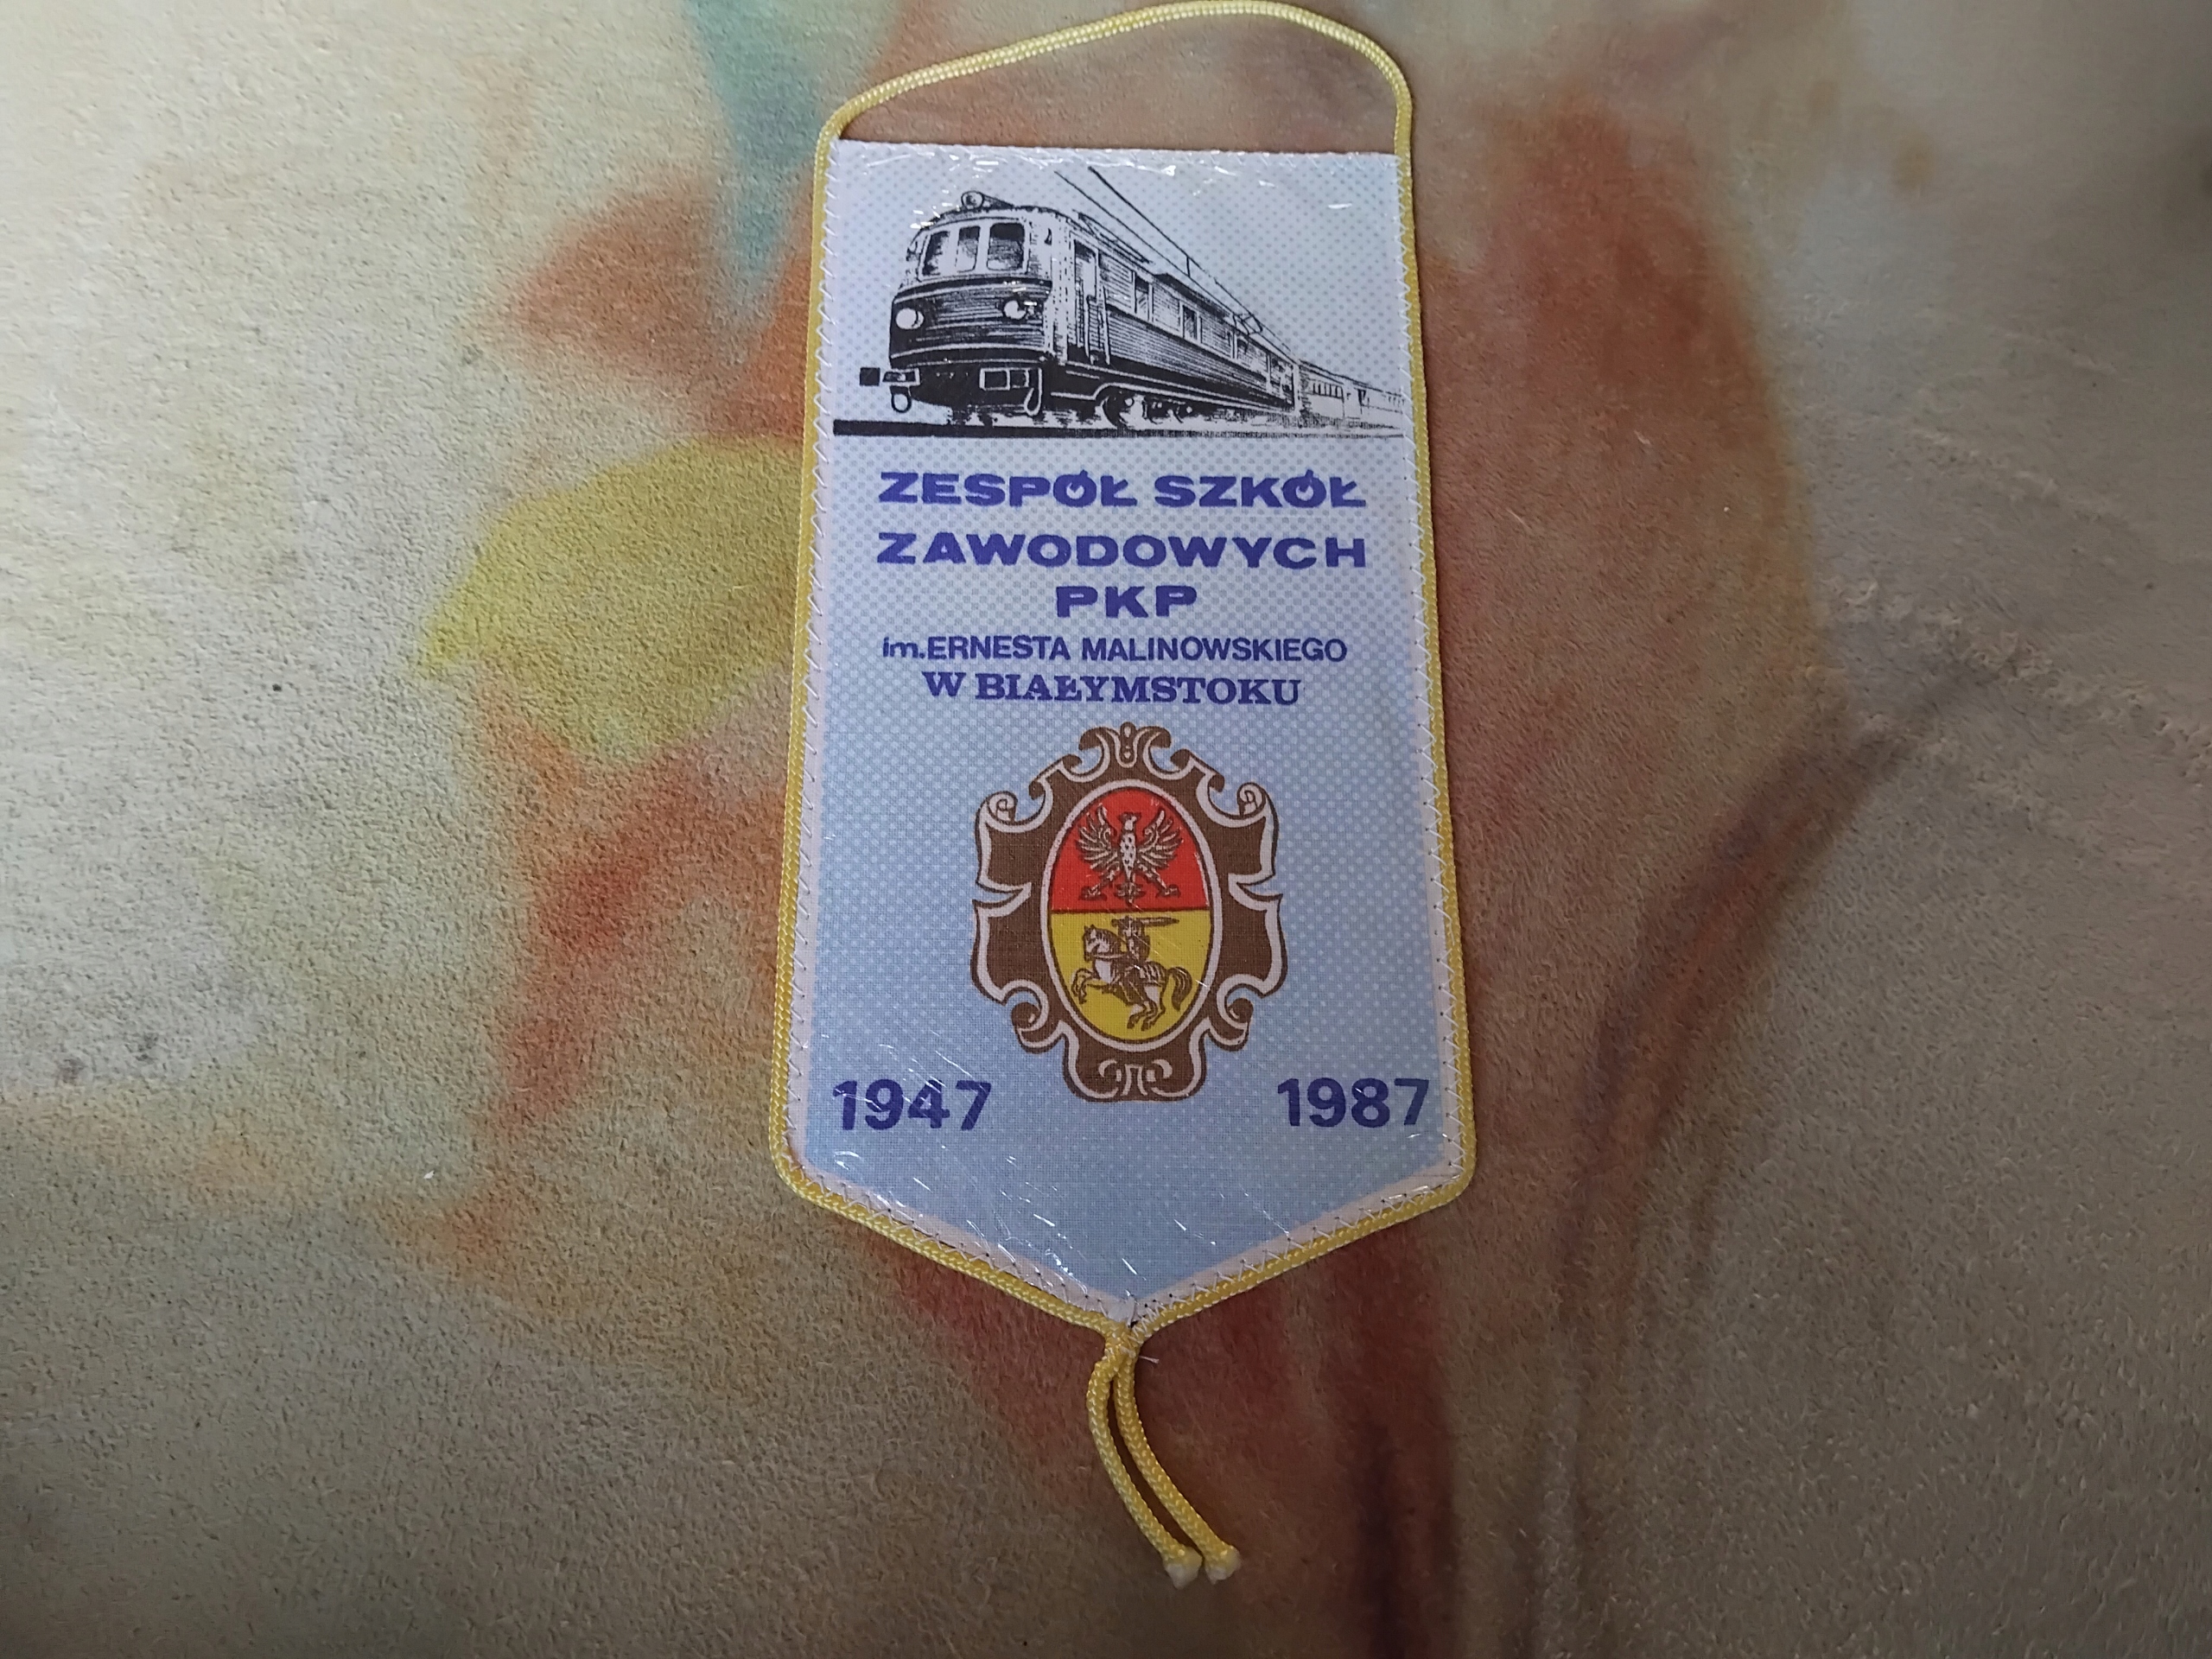 ZESPÓŁ SZKÓŁ
ZAWODOWYCH
PKP
im.ERNESTA MALINOWSKIEGO
W BIAŁYMSTOKU
1947 1987